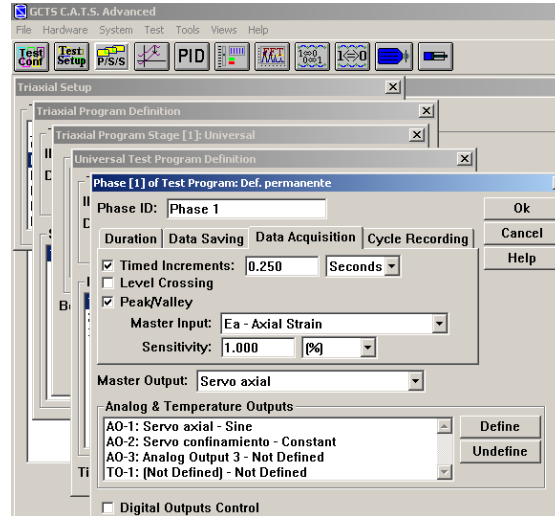 GCTS C.A.T.S. Advanced
File Hardware System Test Tools Views Help
Test Conf Test Setup P/S/S PID
Triaxial Setup
Triaxial Program Definition
Triaxial Program Stage [1]: Universal
Universal Test Program Definition
Phase [1] of Test Program: Def. permanente
Phase ID: Phase 1
Ok
Duration Data Saving Data Acquisition Cycle Recording
Cancel
Timed Increments: 0.250 Seconds
Help
Level Crossing
Peak/Valley
Master Input: Ea - Axial Strain
Sensitivity: 1.000 (%)
Master Output: Servo axial
Analog & Temperature Outputs
AO-1: Servo axial - Sine
Define
AO-2: Servo confinamiento - Constant
AO-3: Analog Output 3 - Not Defined
Undefine
TO-1: (Not Defined) - Not Defined
Digital Outputs Control